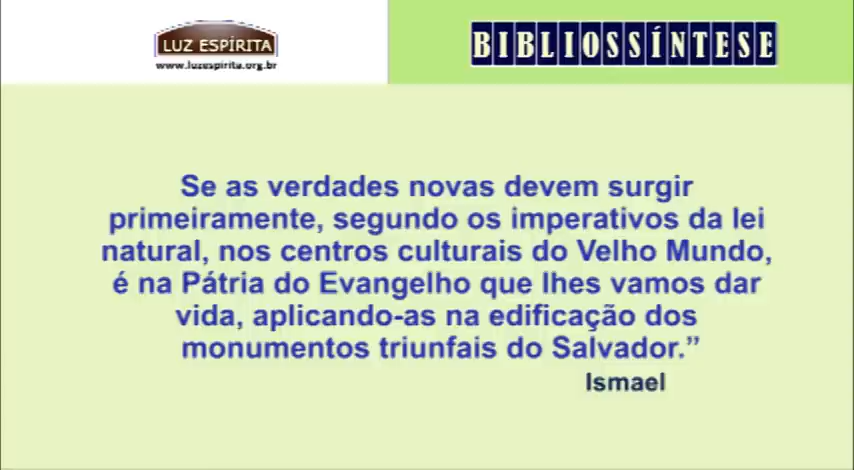 LUZ ESPÍRITA
www.luzespirita.org.br
BIBLIOSSÍNTESE
Se as verdades novas devem surgir
primeiramente, segundo os imperativos da lei
natural, nos centros culturais do Velho Mundo,
é na Pátria do Evangelho que lhes vamos dar
vida, aplicando-as na edificação dos
monumentos triunfais do Salvador.”
Ismael